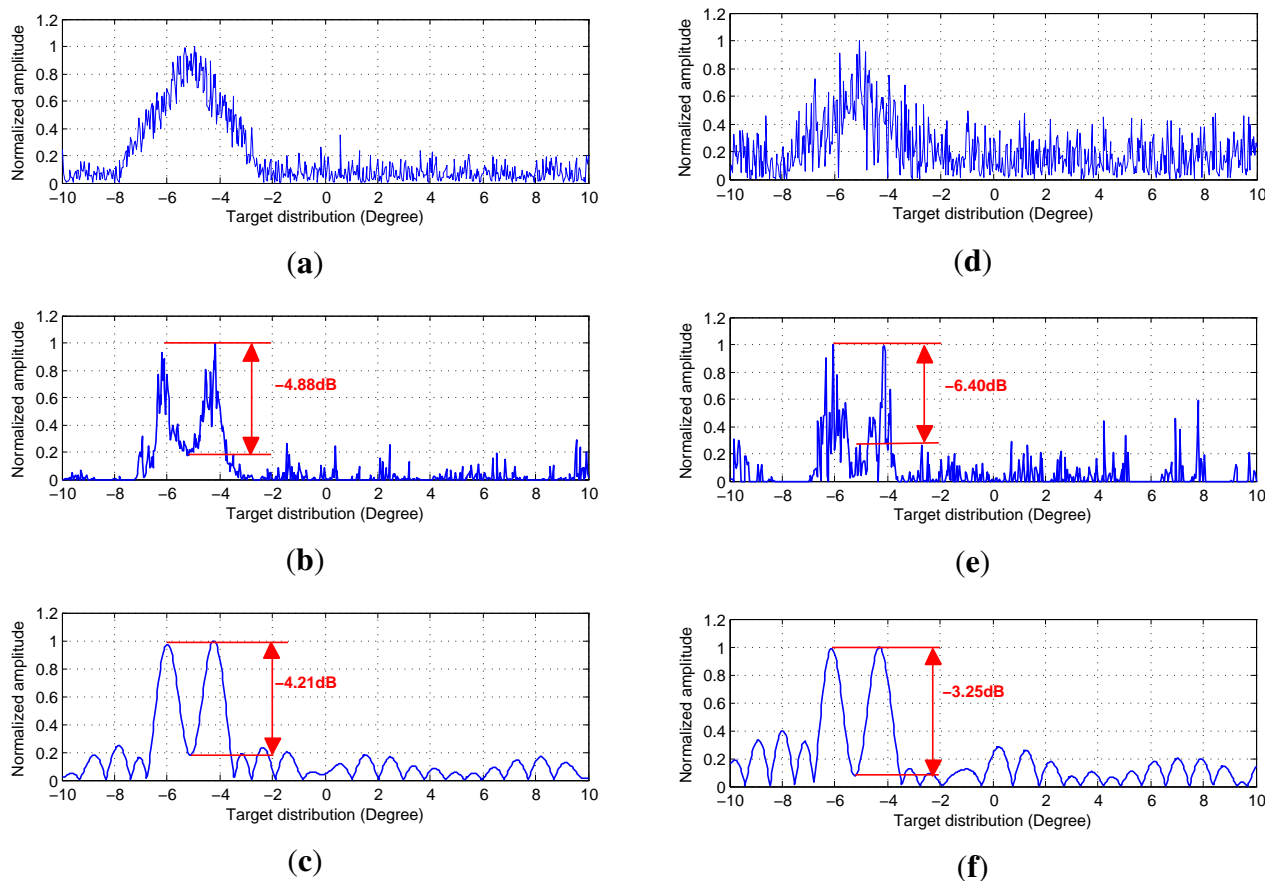 1.2
1
0.8
0.6
0.4
0.2
0
Normalized amplitude
−10 −8 −6 −4 −2 0 2 4 6 8 10
Target distribution (Degree)
(a)
1.2
1
0.8
0.6
0.4
0.2
0
Normalized amplitude
−10 −8 −6 −4 −2 0 2 4 6 8 10
Target distribution (Degree)
(d)
1.2
1
0.8
0.6
0.4
0.2
0
Normalized amplitude
−4.88dB
−10 −8 −6 −4 −2 0 2 4 6 8 10
Target distribution (Degree)
(b)
1.2
1
0.8
0.6
0.4
0.2
0
Normalized amplitude
−6.40dB
−10 −8 −6 −4 −2 0 2 4 6 8 10
Target distribution (Degree)
(e)
1.2
1
0.8
0.6
0.4
0.2
0
Normalized amplitude
−4.21dB
−10 −8 −6 −4 −2 0 2 4 6 8 10
Target distribution (Degree)
(c)
1.2
1
0.8
0.6
0.4
0.2
0
Normalized amplitude
−3.25dB
−10 −8 −6 −4 −2 0 2 4 6 8 10
Target distribution (Degree)
(f)